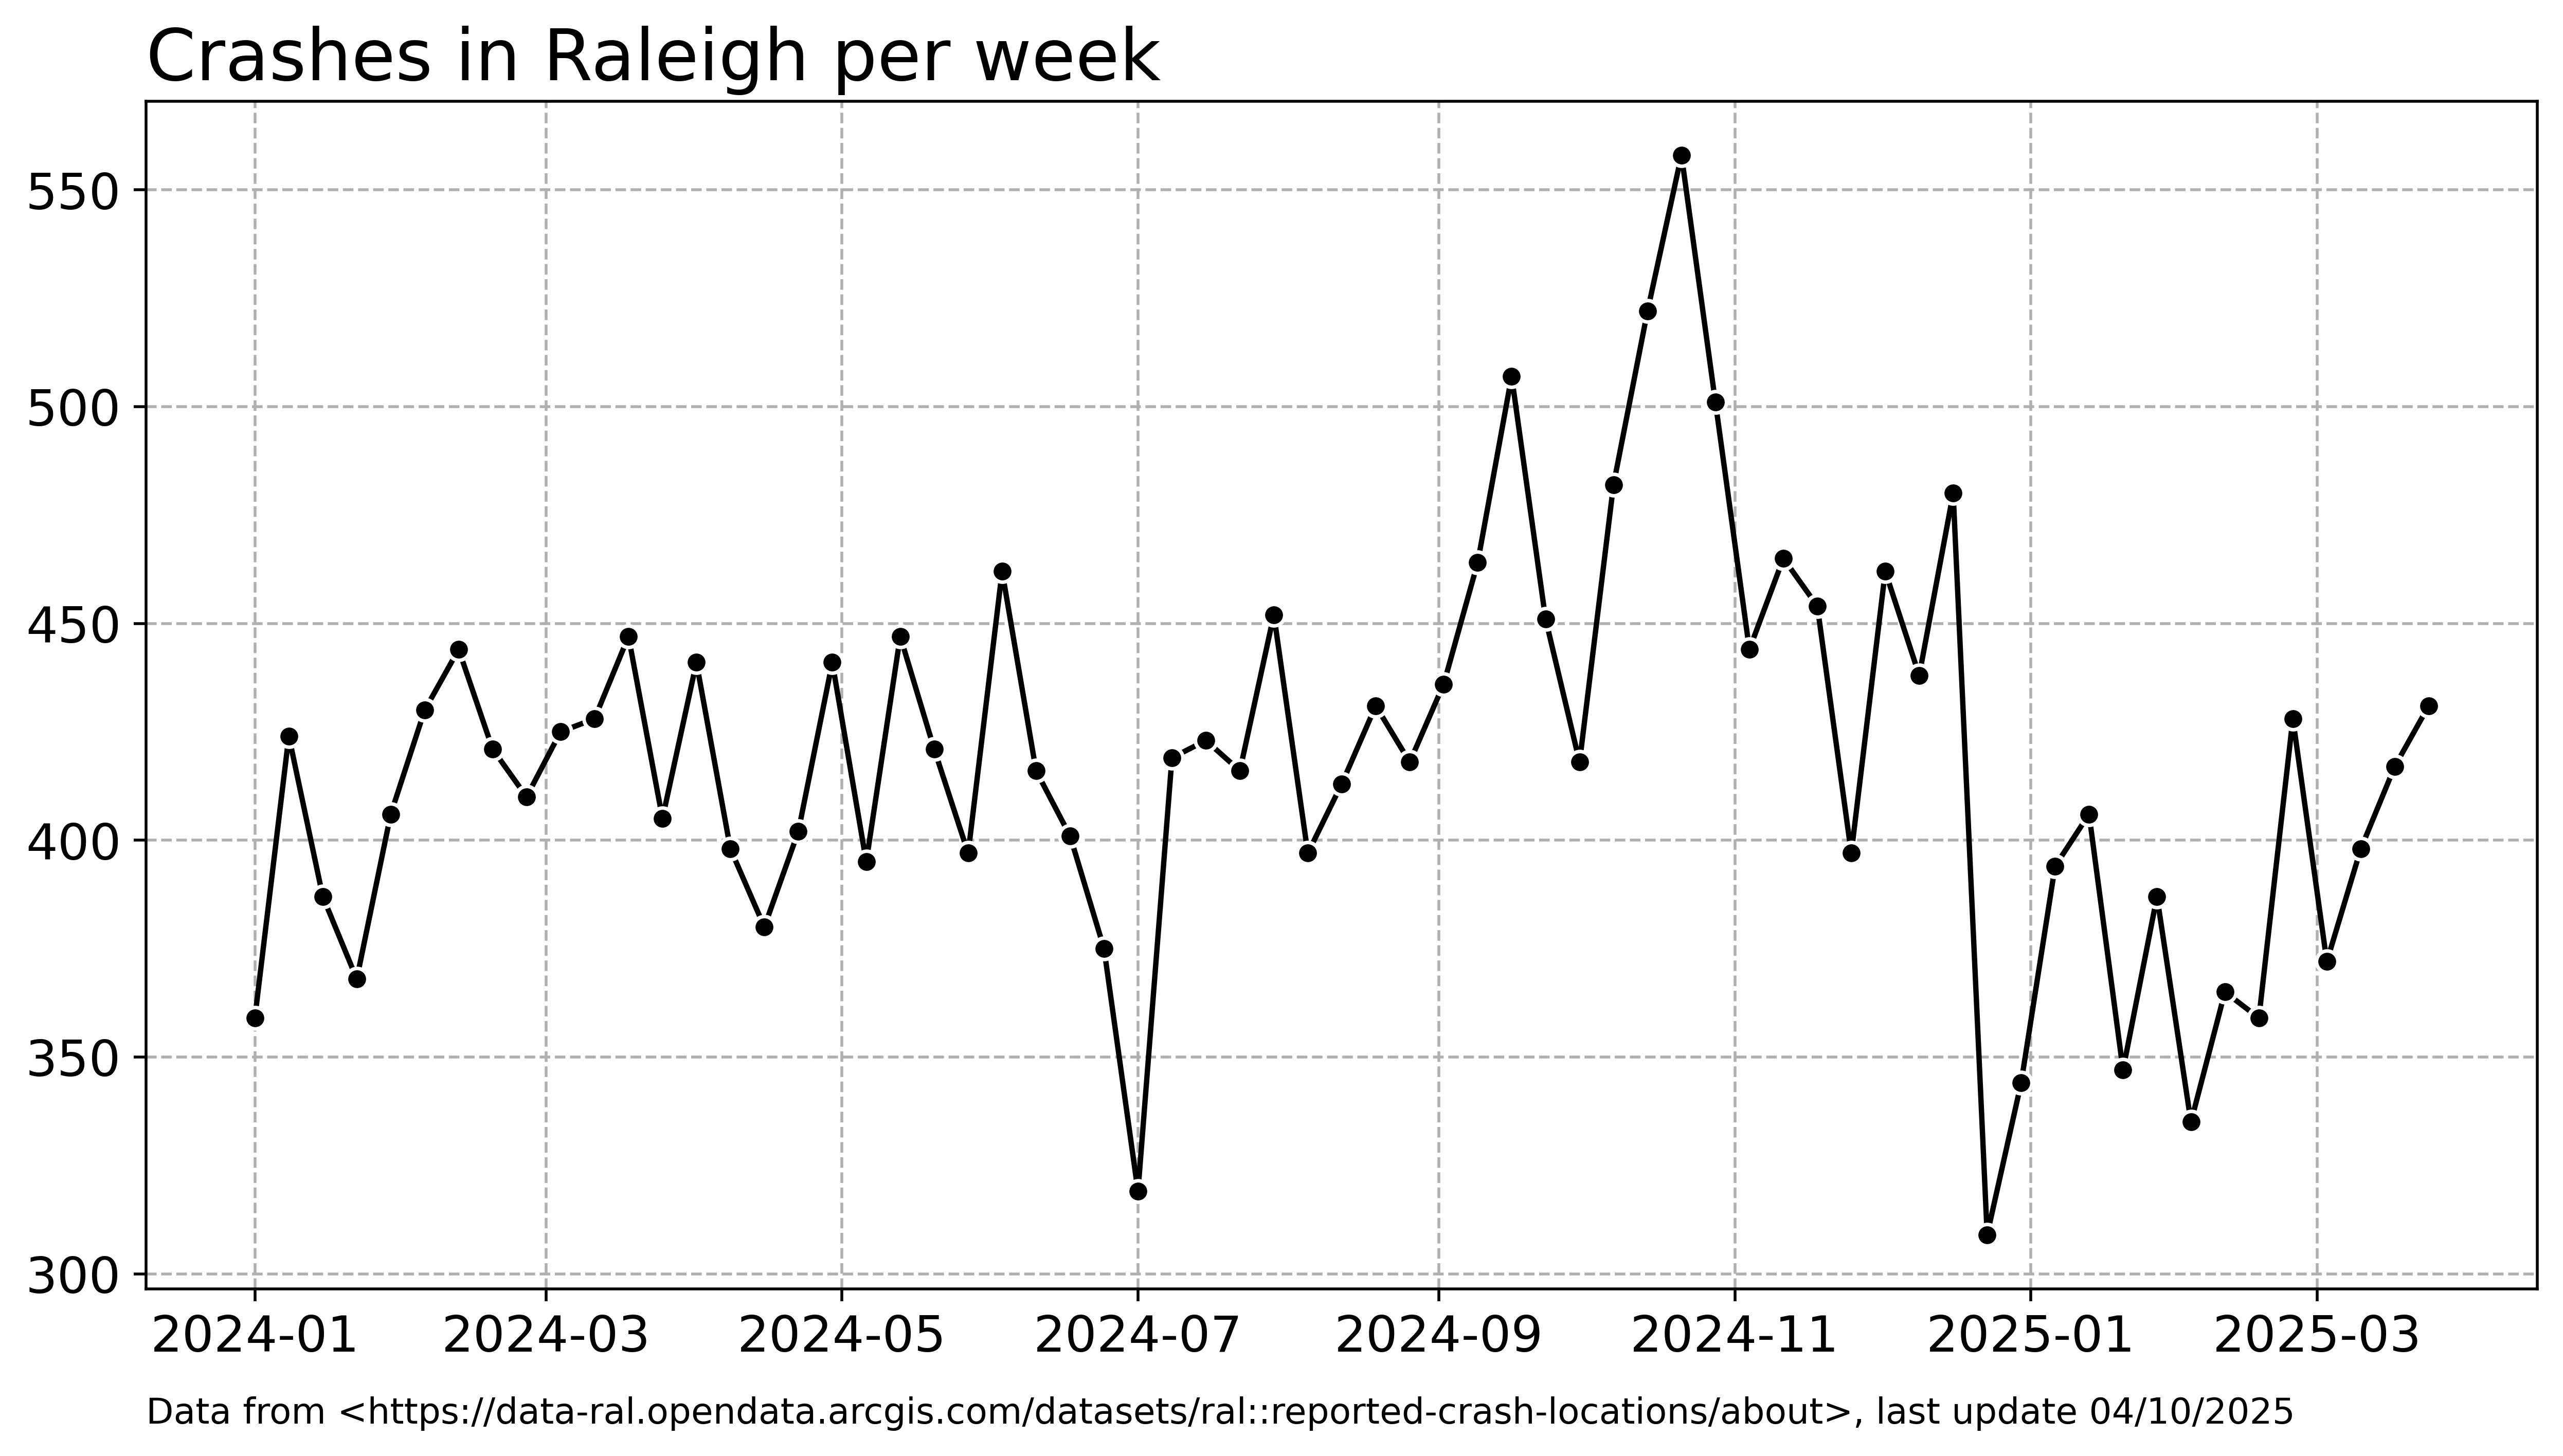 Crashes in Raleigh per week
550
500
450
400
350
300
2024-01 2024-03 2024-05 2024-07 2024-09 2024-11 2025-01 2025-03
Data from <https://data-ral.opendata.arcgis.com/datasets/ral::reported-crash-locations/about>, last update 04/10/2025